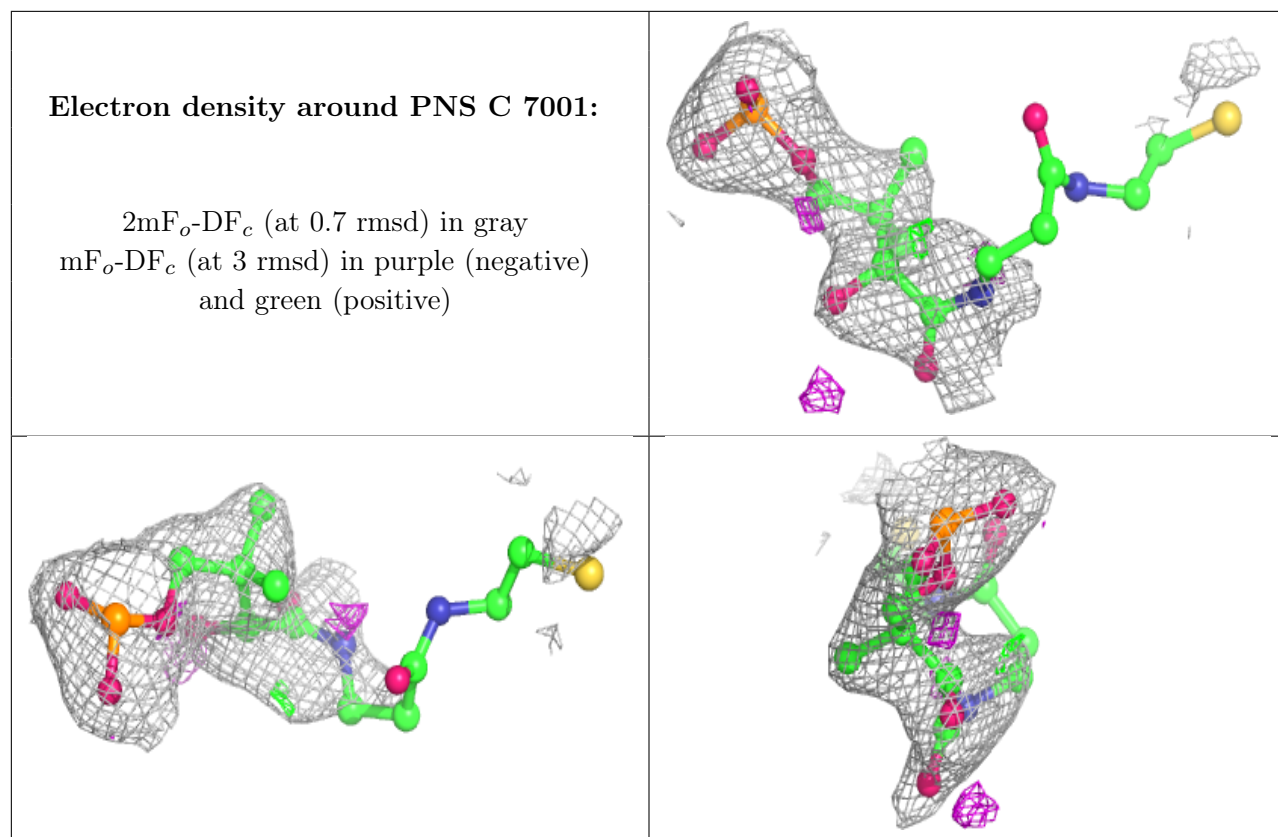 Electron density around PNS C 7001:
2mFₒ-DF𝒸 (at 0.7 rmsd) in gray
mFₒ-DF𝒸 (at 3 rmsd) in purple (negative)
and green (positive)